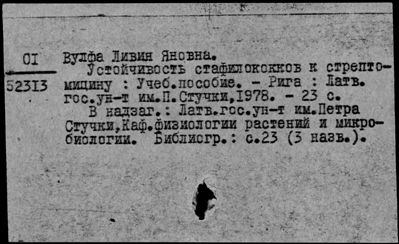 01 Вулфа Ливия Яновна.
Устойчивость стафилококков к стрепто-
52313 мицину : Учеб.пособие. - Рига : Латв.
гос.ун-т им.П.Стучки,1978. - 23 с.
В надзаг.: Латв.гос.ун-т им.Петра
Стучки,Каф.физиологии растений и микро-
биологии. Библиогр.: с.23 (3 назв.).